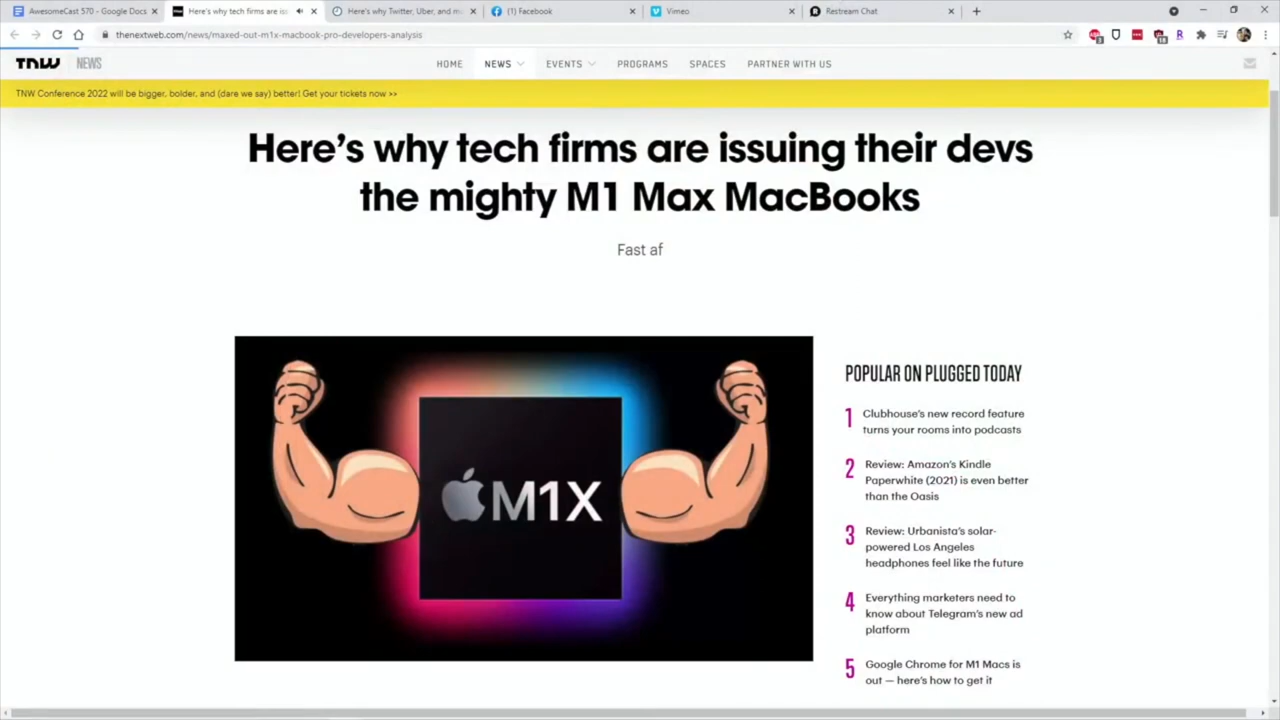 AwesomeCast 570 - Google Docs
Here's why tech firms are iss
Here's why Twitter, Uber, and m
(1) Facebook
Vimeo
Restream Chat
thenextweb.com/news/maxed-out-m1x-macbook-pro-developers-analysis
TNW NEWS
HOME
NEWS
EVENTS
PROGRAMS
SPACES
PARTNER WITH US
TNW Conference 2022 will be bigger, bolder, and (dare we say) better! Get your tickets now >>
Here's why tech firms are issuing their devs
the mighty M1 Max MacBooks
Fast af
M1X
POPULAR ON PLUGGED TODAY
1 Clubhouse's new record feature
turns your rooms into podcasts
2 Review: Amazon's Kindle
Paperwhite (2021) is even better
than the Oasis
3 Review: Urbanista's solar-
powered Los Angeles
headphones feel like the future
4 Everything marketers need to
know about Telegram's new ad
platform
5 Google Chrome for M1 Macs is
out — here's how to get it